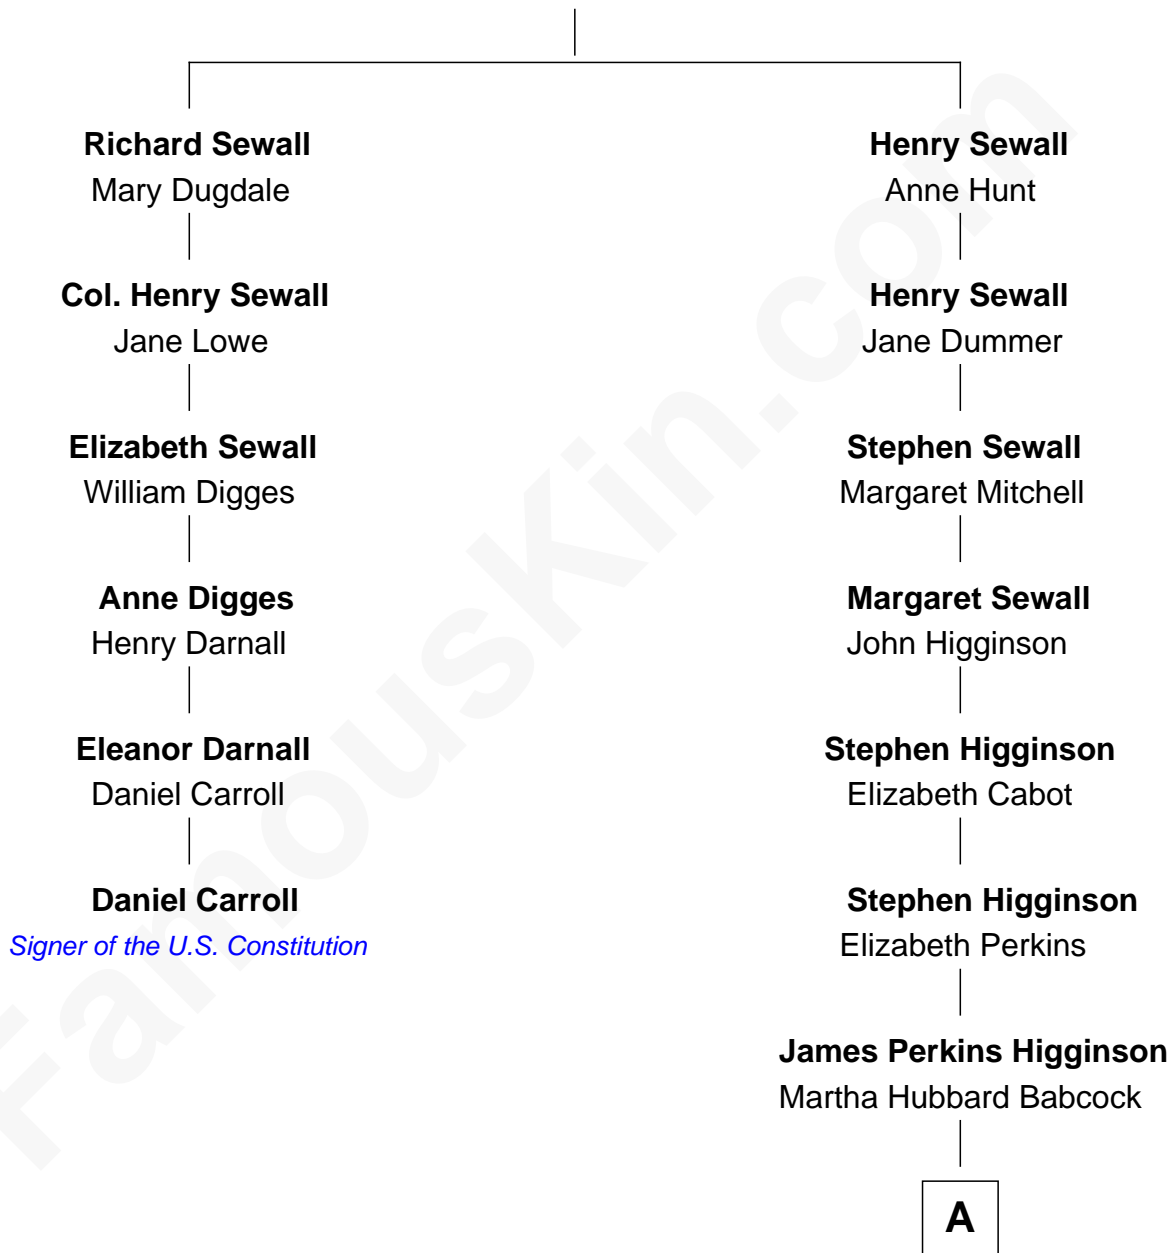 Richard Sewall
Mary Dugdale
Henry Sewall
Anne Hunt
Col. Henry Sewall
Jane Lowe
Henry Sewall
Jane Dummer
Elizabeth Sewall
William Digges
Stephen Sewall
Margaret Mitchell
Anne Digges
Henry Darnall
Margaret Sewall
John Higginson
Eleanor Darnall
Daniel Carroll
Stephen Higginson
Elizabeth Cabot
Daniel Carroll
Signer of the U.S. Constitution
Stephen Higginson
Elizabeth Perkins
James Perkins Higginson
Martha Hubbard Babcock
A
FamousKin.com